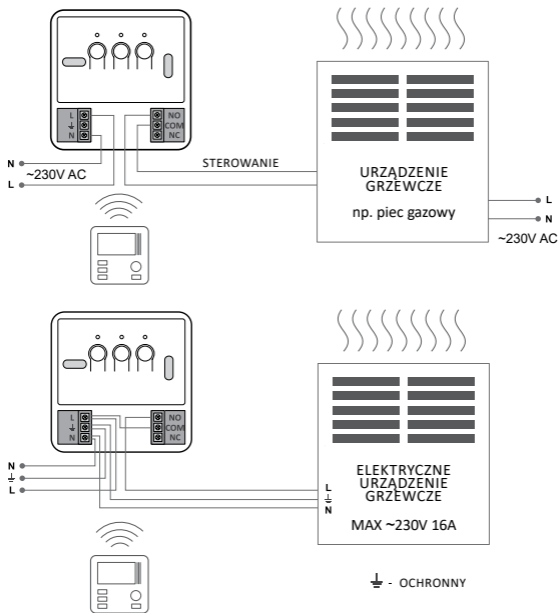 L
NO
COM
N
NC
N
~230V AC
L
STEROWANIE
URZĄDZENIE
GRZEWCZE
np. piec gazowy
L
N
~230V AC
L
NO
COM
N
NC
N
L
L
N
ELEKTRYCZNE
URZĄDZENIE
GRZEWCZE
MAX ~230V 16A
- OCHRONNY